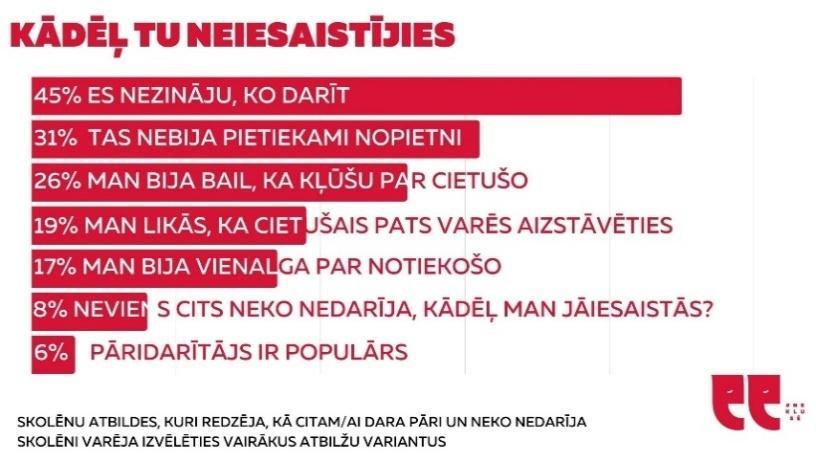 KĀDĒĻ TU NEIESAISTĪJIES
45% ES NEZINĀJU, KO DARĪT
31% TAS NEBIJA PIETIEKAMI NOPIETNI
26% MAN BIJA BAIL, KA KĻŪŠU PAR CIETUŠO
19% MAN LIKĀS, KA CIETUŠAIS PATS VARĒS AIZSTĀVĒTIES
17% MAN BIJA VIENALGA PAR NOTIEKOŠO
8% NEVIENS CITS NEKO NEDARĪJA, KĀDĒĻ MAN JĀIESAISTĀS?
6% PĀRIDARĪTĀJS IR POPULĀRS
SKOLĒNU ATBILDES, KURI REDZĒJA, KĀ CITAM/AI DARA PĀRI UN NEKO NEDARĪJA
SKOLĒNI VARĒJA IZVĒLĒTIES VAIRĀKUS ATBILŽU VARIANTUS